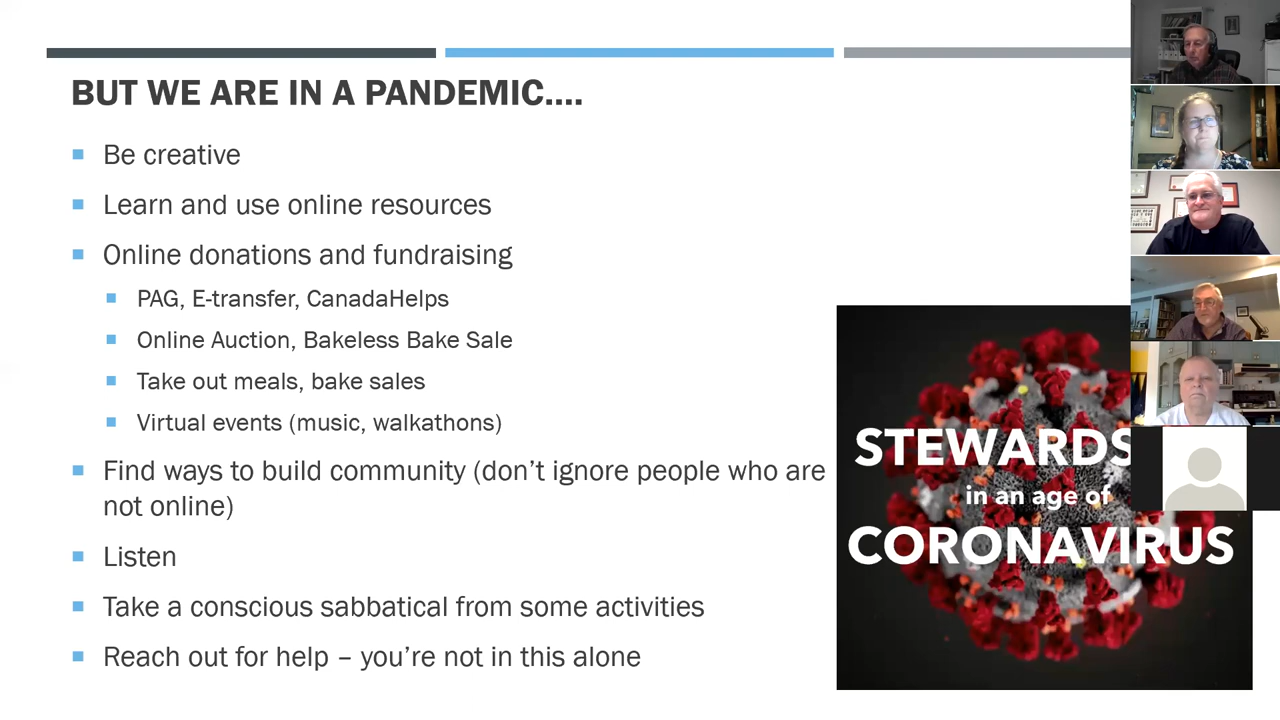 BUT WE ARE IN A PANDEMIC....
Be creative
Learn and use online resources
Online donations and fundraising
PAG, E-transfer, CanadaHelps
Online Auction, Bakeless Bake Sale
Take out meals, bake sales
Virtual events (music, walkathons)
Find ways to build community (don’t ignore people who are
not online)
Listen
Take a conscious sabbatical from some activities
Reach out for help – you’re not in this alone
STEWARDS
in an age of
CORONAVIRUS